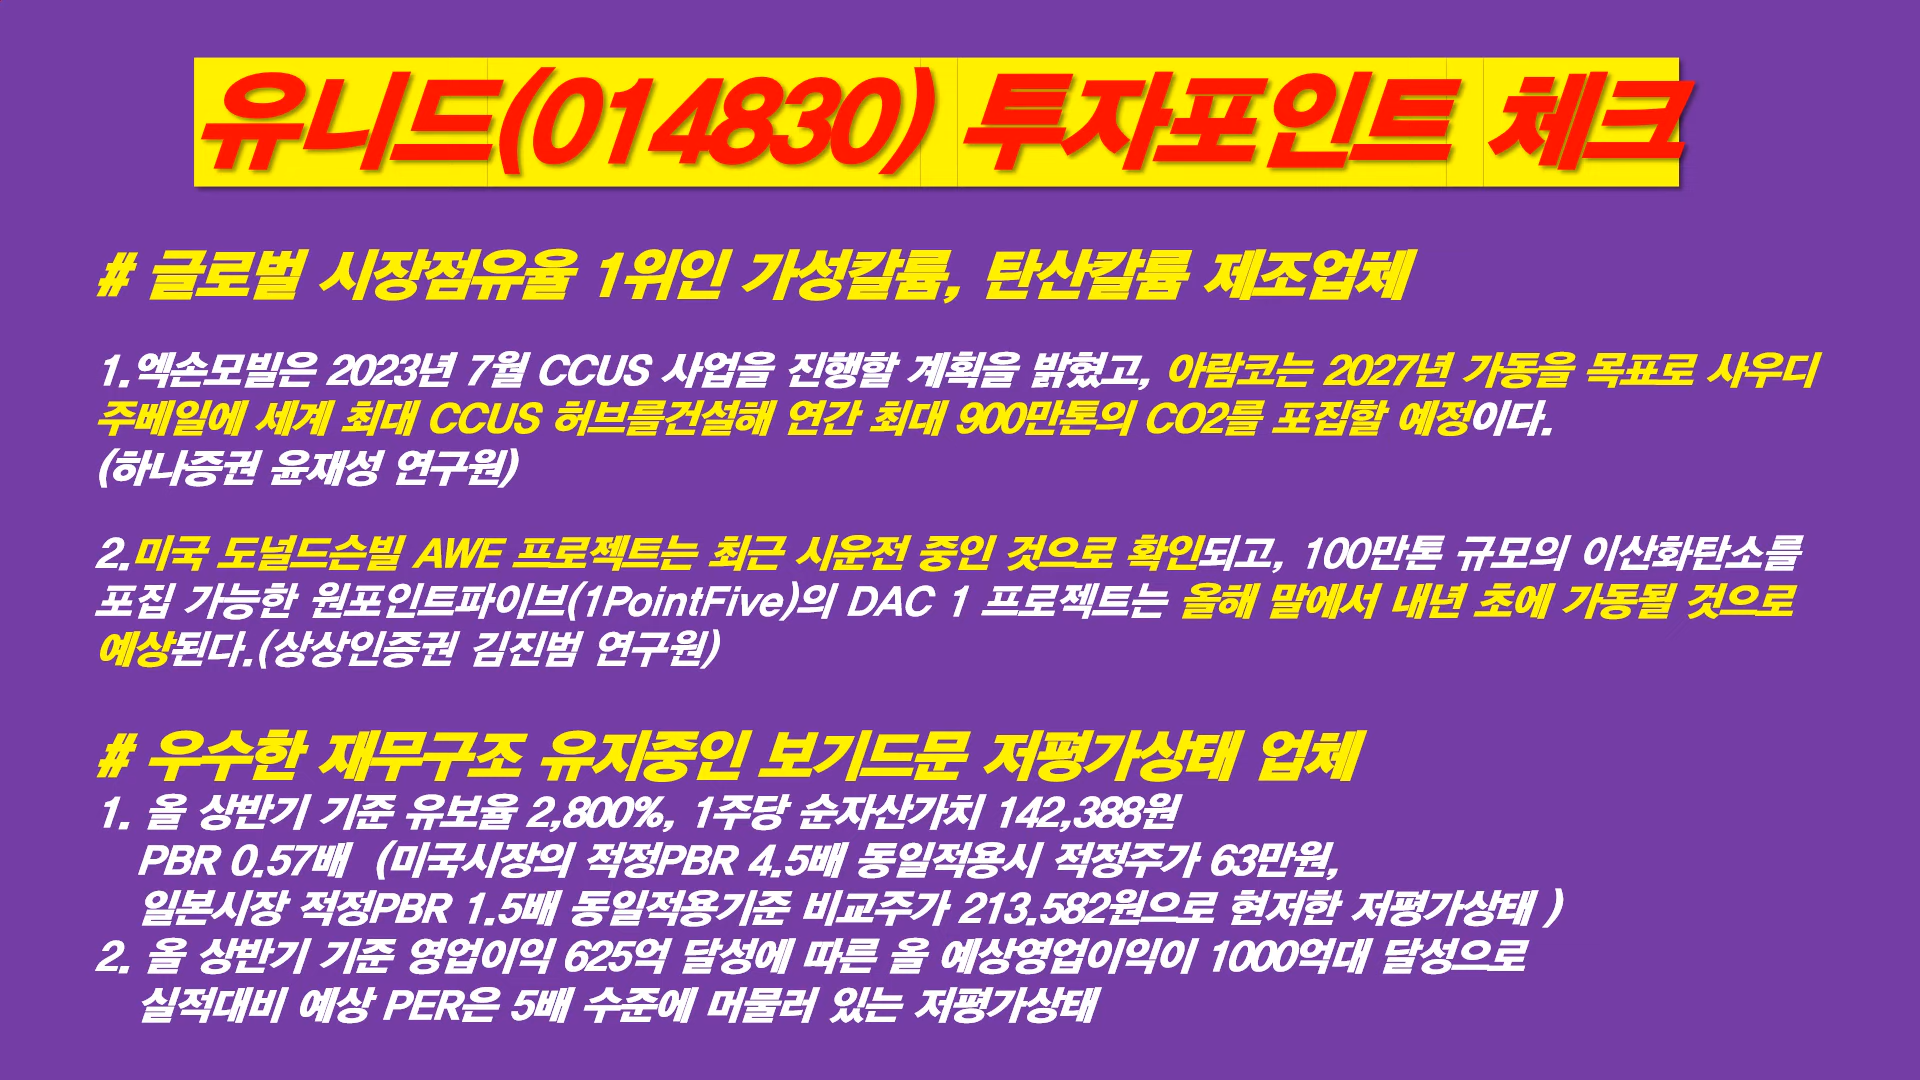 유니드(014830) 투자포인트 체크
# 글로벌 시장점유율 1위인 가성칼륨, 탄산칼륨 제조업체
1.엑손모빌은 2023년 7월 CCUS 사업을 진행할 계획을 밝혔고, 아람코는 2027년 가동을 목표로 사우디
주베일에 세계 최대 CCUS 허브를건설해 연간 최대 900만톤의 CO2를 포집할 예정이다.
(하나증권 윤재성 연구원)
2.미국 도널드슨빌 AWE 프로젝트는 최근 시운전 중인 것으로 확인되고, 100만톤 규모의 이산화탄소를
포집 가능한 원포인트파이브(1PointFive)의 DAC 1 프로젝트는 올해 말에서 내년 초에 가동될 것으로
예상된다.(상상인증권 김진범 연구원)
# 우수한 재무구조 유지중인 보기드문 저평가상태 업체
1. 올 상반기 기준 유보율 2,800%, 1주당 순자산가치 142,388원
PBR 0.57배 (미국시장의 적정PBR 4.5배 동일적용시 적정주가 63만원,
일본시장 적정PBR 1.5배 동일적용기준 비교주가 213.582원으로 현저한 저평가상태 )
2. 올 상반기 기준 영업이익 625억 달성에 따른 올 예상영업이익이 1000억대 달성으로
실적대비 예상 PER은 5배 수준에 머물러 있는 저평가상태